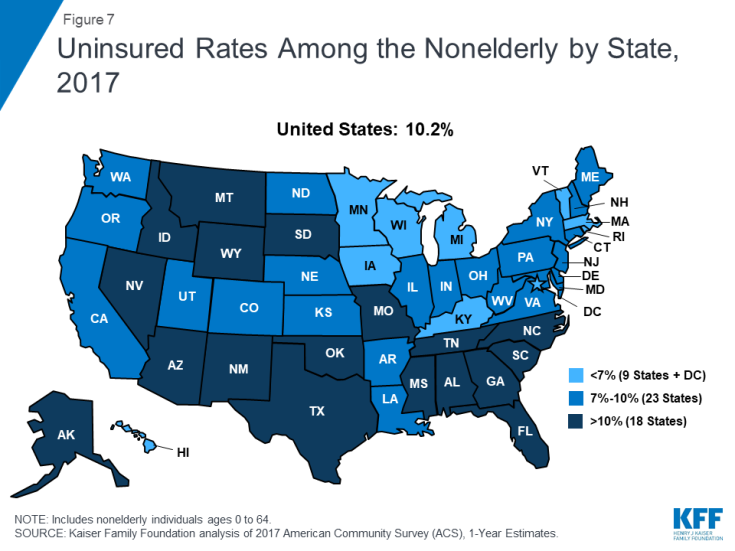 Figure 7
Uninsured Rates Among the Nonelderly by State,
2017
United States: 10.2%
WA
MT
ND
MN
VT
ME
OR
ID
SD
WI
MI
NY
NH
MA
RI
CT
WY
IA
PA
NJ
DE
MD
DC
NV
UT
NE
IL
IN
OH
WV
VA
CA
CO
KS
MO
KY
NC
AZ
NM
OK
AR
TN
SC
TX
LA
MS
AL
GA
FL
AK
HI
<7% (9 States + DC)
7%-10% (23 States)
>10% (18 States)
NOTE: Includes nonelderly individuals ages 0 to 64.
SOURCE: Kaiser Family Foundation analysis of 2017 American Community Survey (ACS), 1-Year Estimates.
KFF
HENRY J KAISER
FAMILY FOUNDATION